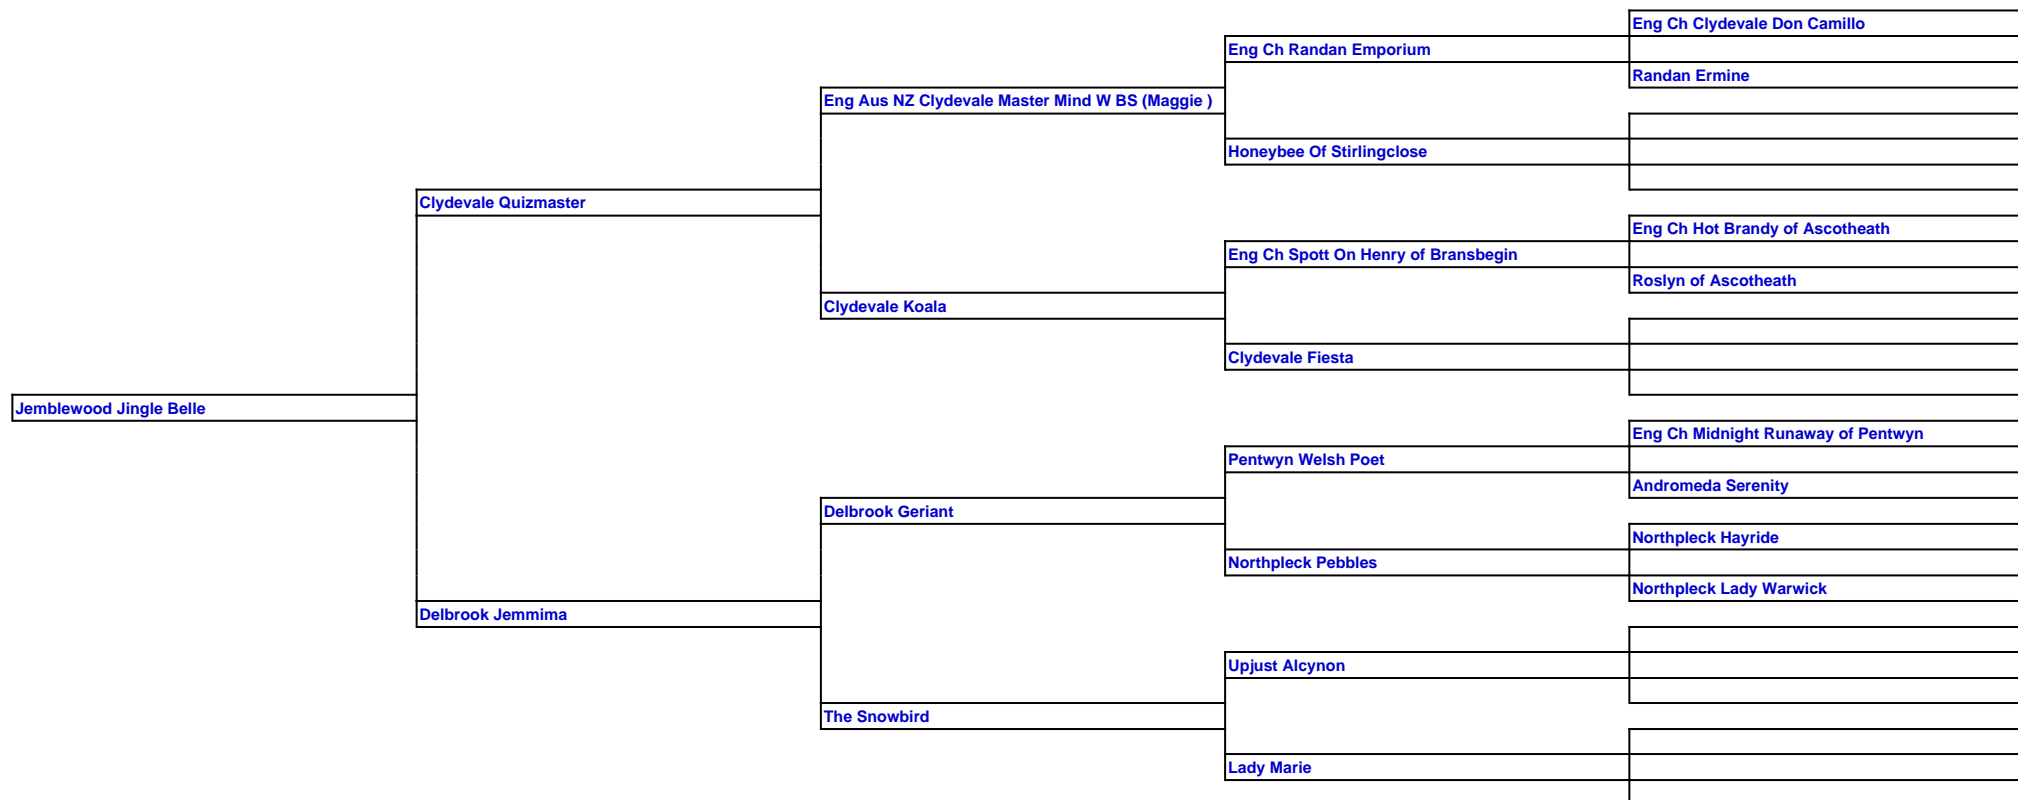 Eng Ch Clydevale Don Camillo
Eng Ch Randan Emporium
Randan Ermine
Eng Aus NZ Clydevale Master Mind W BS (Maggie )
Honeybee Of Stirlingclose
Clydevale Quizmaster
Eng Ch Hot Brandy of Ascotheath
Eng Ch Spott On Henry of Bransbegin
Roslyn of Ascotheath
Clydevale Koala
Clydevale Fiesta
Jemblewood Jingle Belle
Eng Ch Midnight Runaway of Pentwyn
Pentwyn Welsh Poet
Andromeda Serenity
Delbrook Geriant
Northpleck Hayride
Northpleck Pebbles
Northpleck Lady Warwick
Delbrook Jemmima
Upjust Alcynon
The Snowbird
Lady Marie